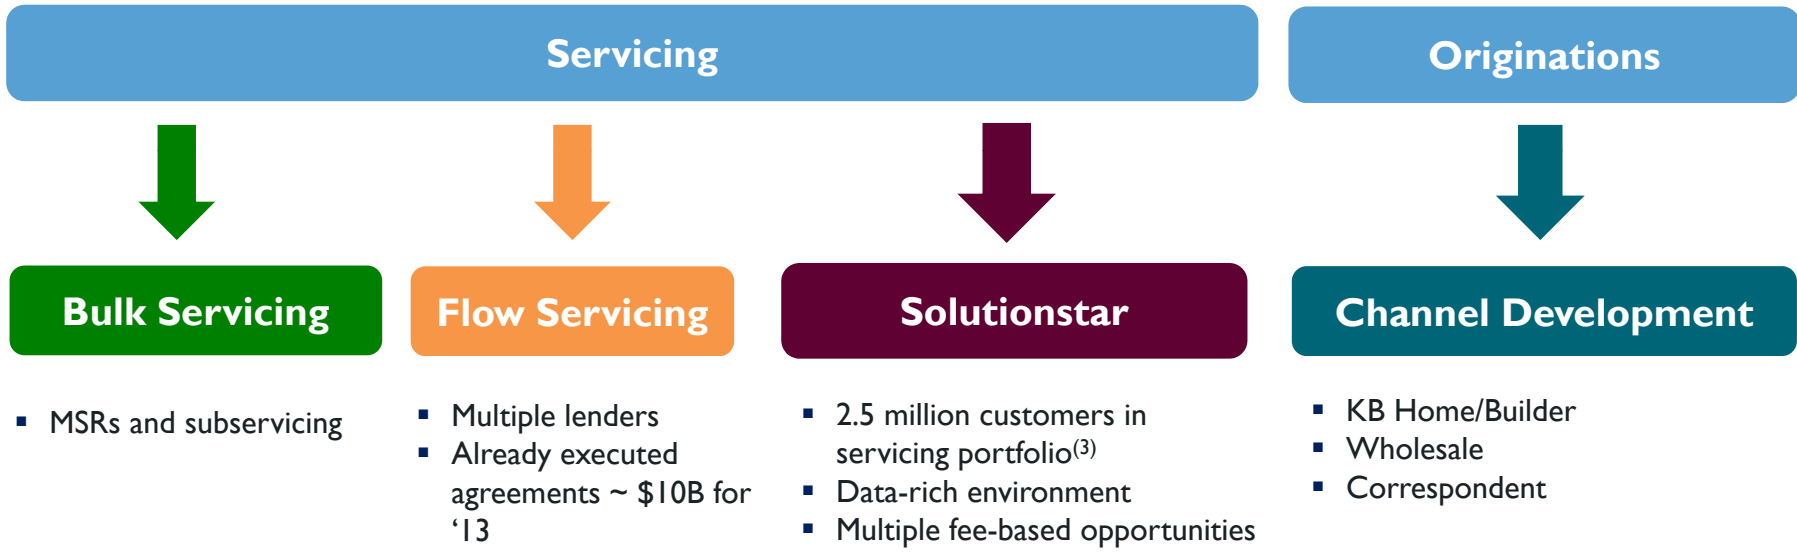 Servicing
Originations
Bulk Servicing
Flow Servicing
Solutionstar
Channel Development
▪ MSRs and subservicing
▪ Multiple lenders
▪ Already executed
agreements ~ $10B for
‘13
▪ 2.5 million customers in
servicing portfolio(3)
▪ Data-rich environment
▪ Multiple fee-based opportunities
▪ KB Home/Builder
▪ Wholesale
▪ Correspondent